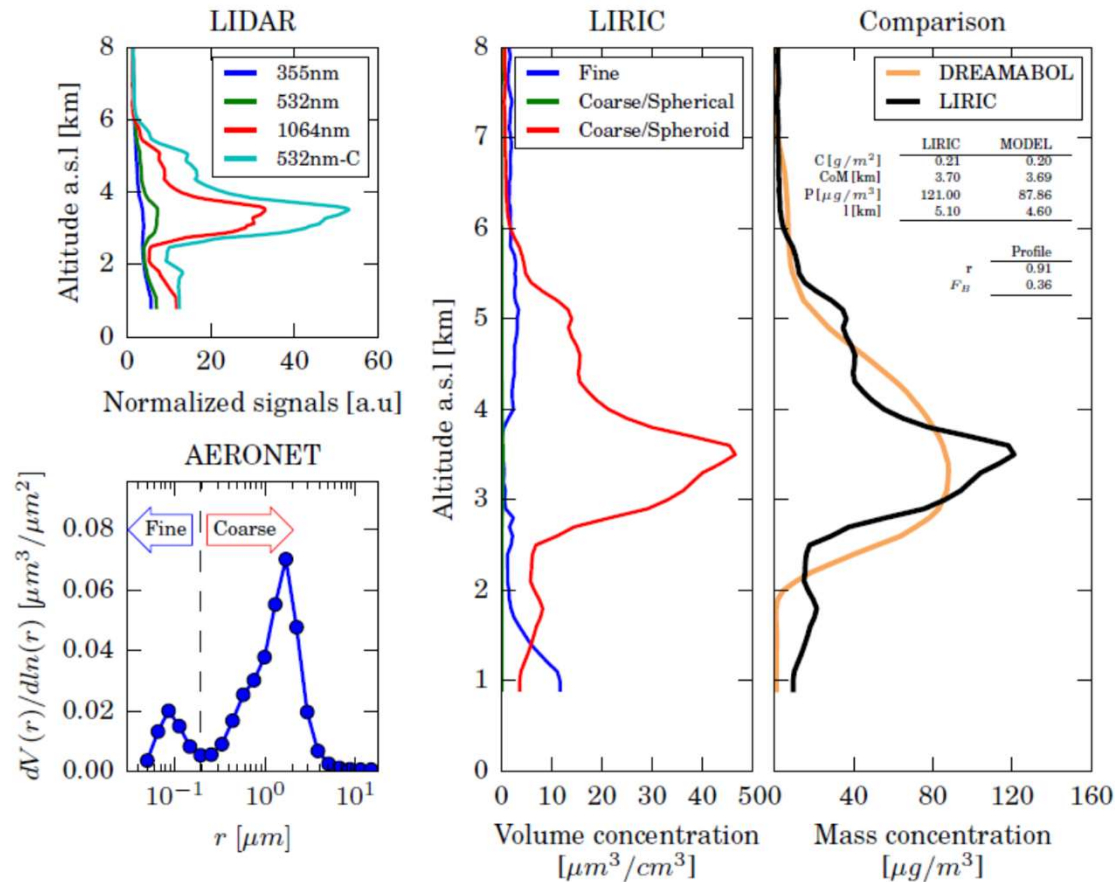 LIDAR
8
6
4
2
0
Altitude a.s.l [km]
355nm
532nm
1064nm
532nm-C
0 20 40 60
Normalized signals [a.u]
AERONET
0.08
0.06
0.04
0.02
0.00
dV(r)/dln(r) [μm³/μm²]
Fine
Coarse
10⁻¹ 10⁰ 10¹
r [μm]
LIRIC
8
7
6
5
4
3
2
1
0
Altitude a.s.l [km]
Fine
Coarse/Spherical
Coarse/Spheroid
0 10 20 30 40 50
Volume concentration
[μm³/cm³]
Comparison
DREAMABOL
LIRIC
LIRIC MODEL
C[g/m²] 0.21 0.20
CoM[km] 3.70 3.69
P[μg/m³] 121.00 87.86
I[km] 5.10 4.60
Profile
r 0.91
F_B 0.36
0 40 80 120 160
Mass concentration
[μg/m³]